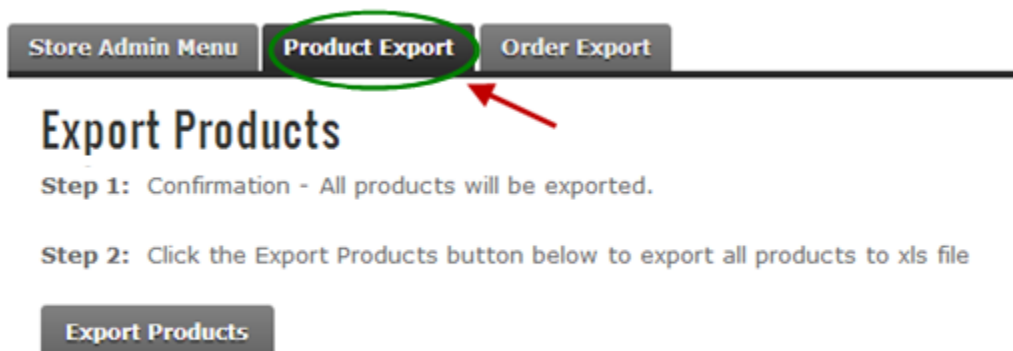 Store Admin Menu Product Export Order Export
Export Products
Step 1: Confirmation - All products will be exported.
Step 2: Click the Export Products button below to export all products to xls file
Export Products